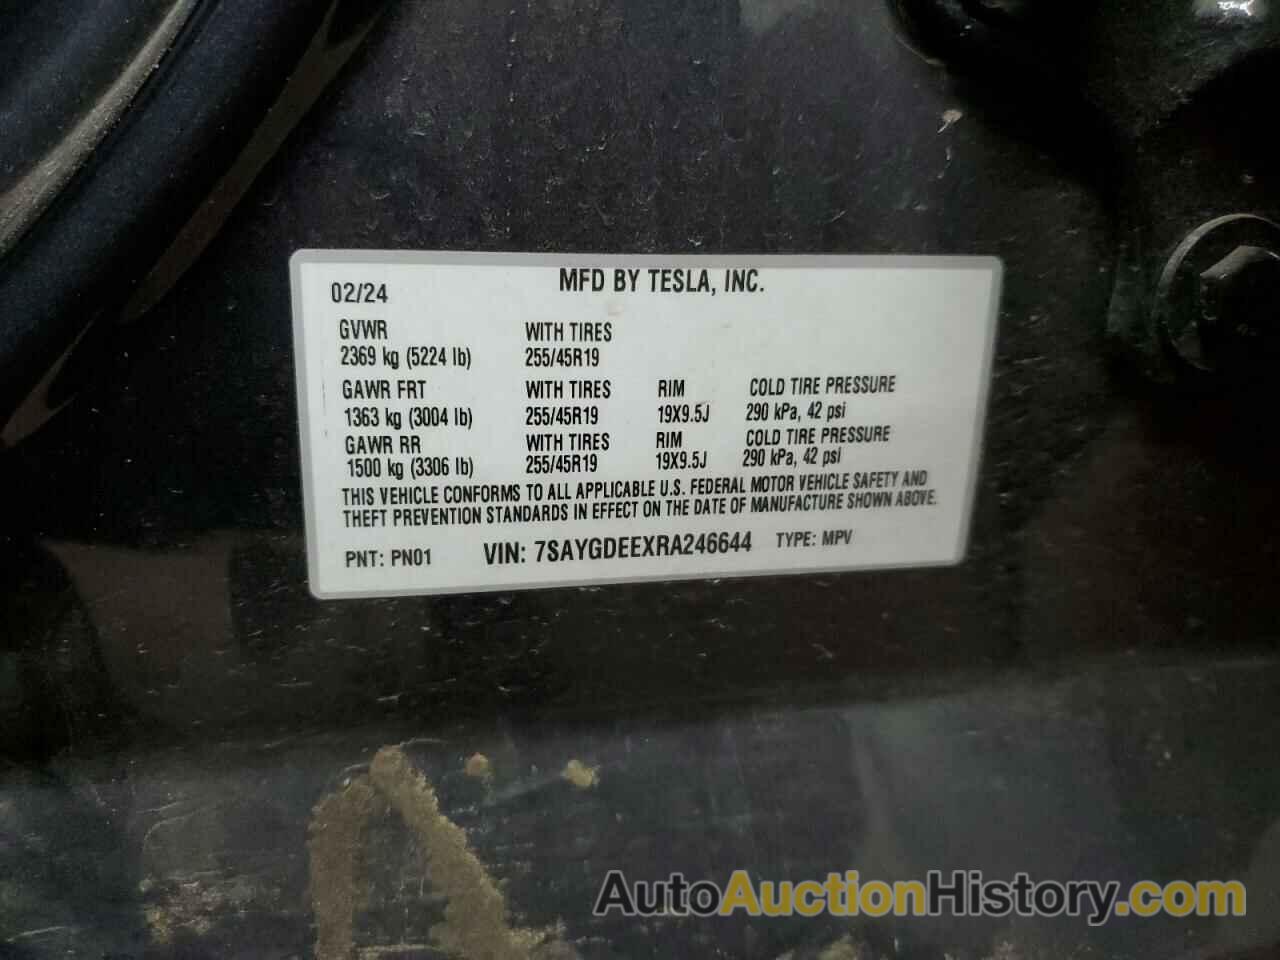 MFD BY TESLA, INC.
02/24
GVWR WITH TIRES
2369 kg (5224 lb) 255/45R19
GAWR FRT WITH TIRES RIM COLD TIRE PRESSURE
1363 kg (3004 lb) 255/45R19 19X9.5J 290 kPa, 42 psi
GAWR RR WITH TIRES RIM COLD TIRE PRESSURE
1500 kg (3306 lb) 255/45R19 19X9.5J 290 kPa, 42 psi
THIS VEHICLE CONFORMS TO ALL APPLICABLE U.S. FEDERAL MOTOR VEHICLE SAFETY AND
THEFT PREVENTION STANDARDS IN EFFECT ON THE DATE OF MANUFACTURE SHOWN ABOVE.
PNT: PN01 VIN: 7SAYGDEEXRA246644 TYPE: MPV
AutoAuctionHistory.com